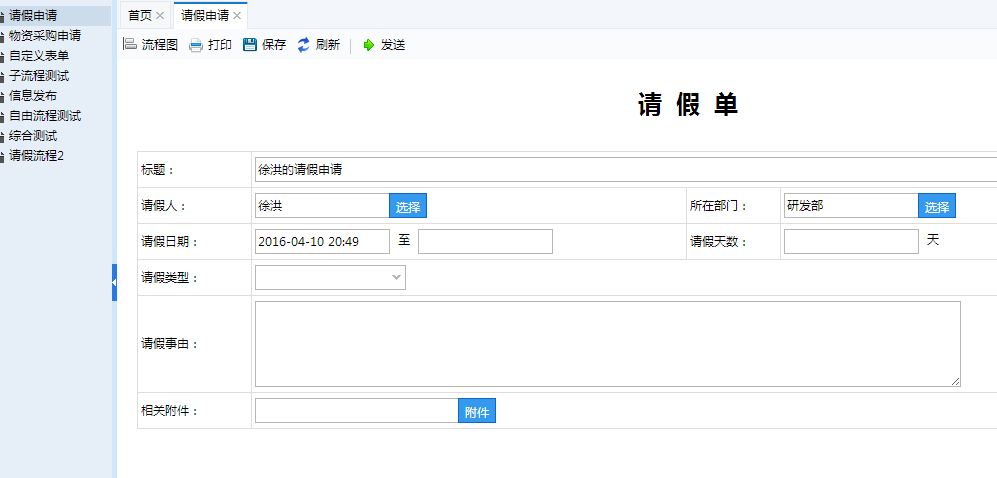 请假申请
物资采购申请
自定义表单
子流程测试
信息发布
自由流程测试
综合测试
请假流程2
首页 请假申请
流程图 打印 保存 刷新 发送
请 假 单
标题： 徐洪的请假申请
请假人： 徐洪 选择 所在部门： 研发部 选择
请假日期： 2016-04-10 20:49 至 请假天数： 天
请假类型：
请假事由：
相关附件： 附件